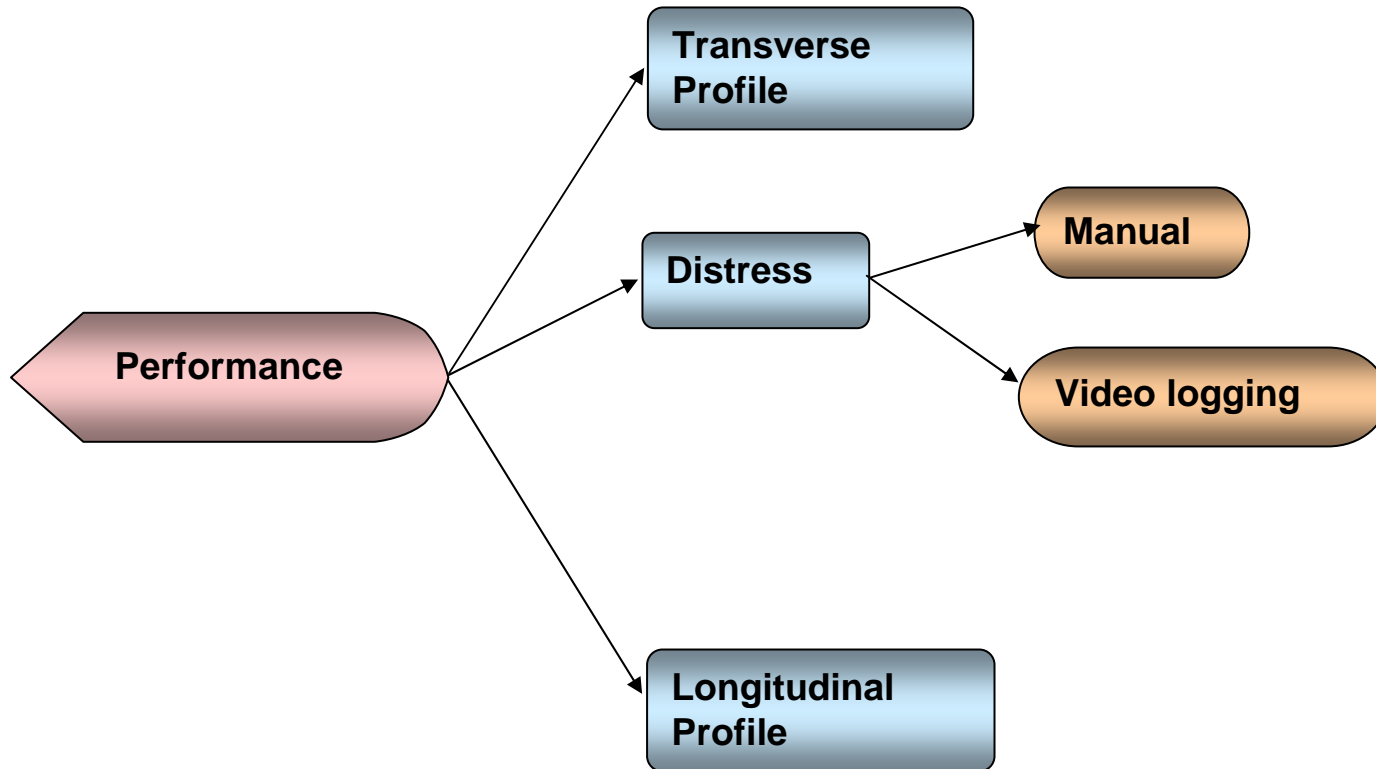 Transverse
Profile
Manual
Distress
Performance
Video logging
Longitudinal
Profile